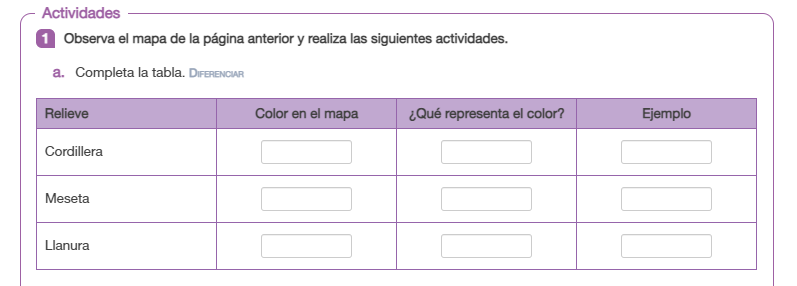 Actividades
1 Observa el mapa de la página anterior y realiza las siguientes actividades.
a. Completa la tabla. DIFERENCIAR
Relieve Color en el mapa ¿Qué representa el color? Ejemplo
Cordillera
Meseta
Llanura